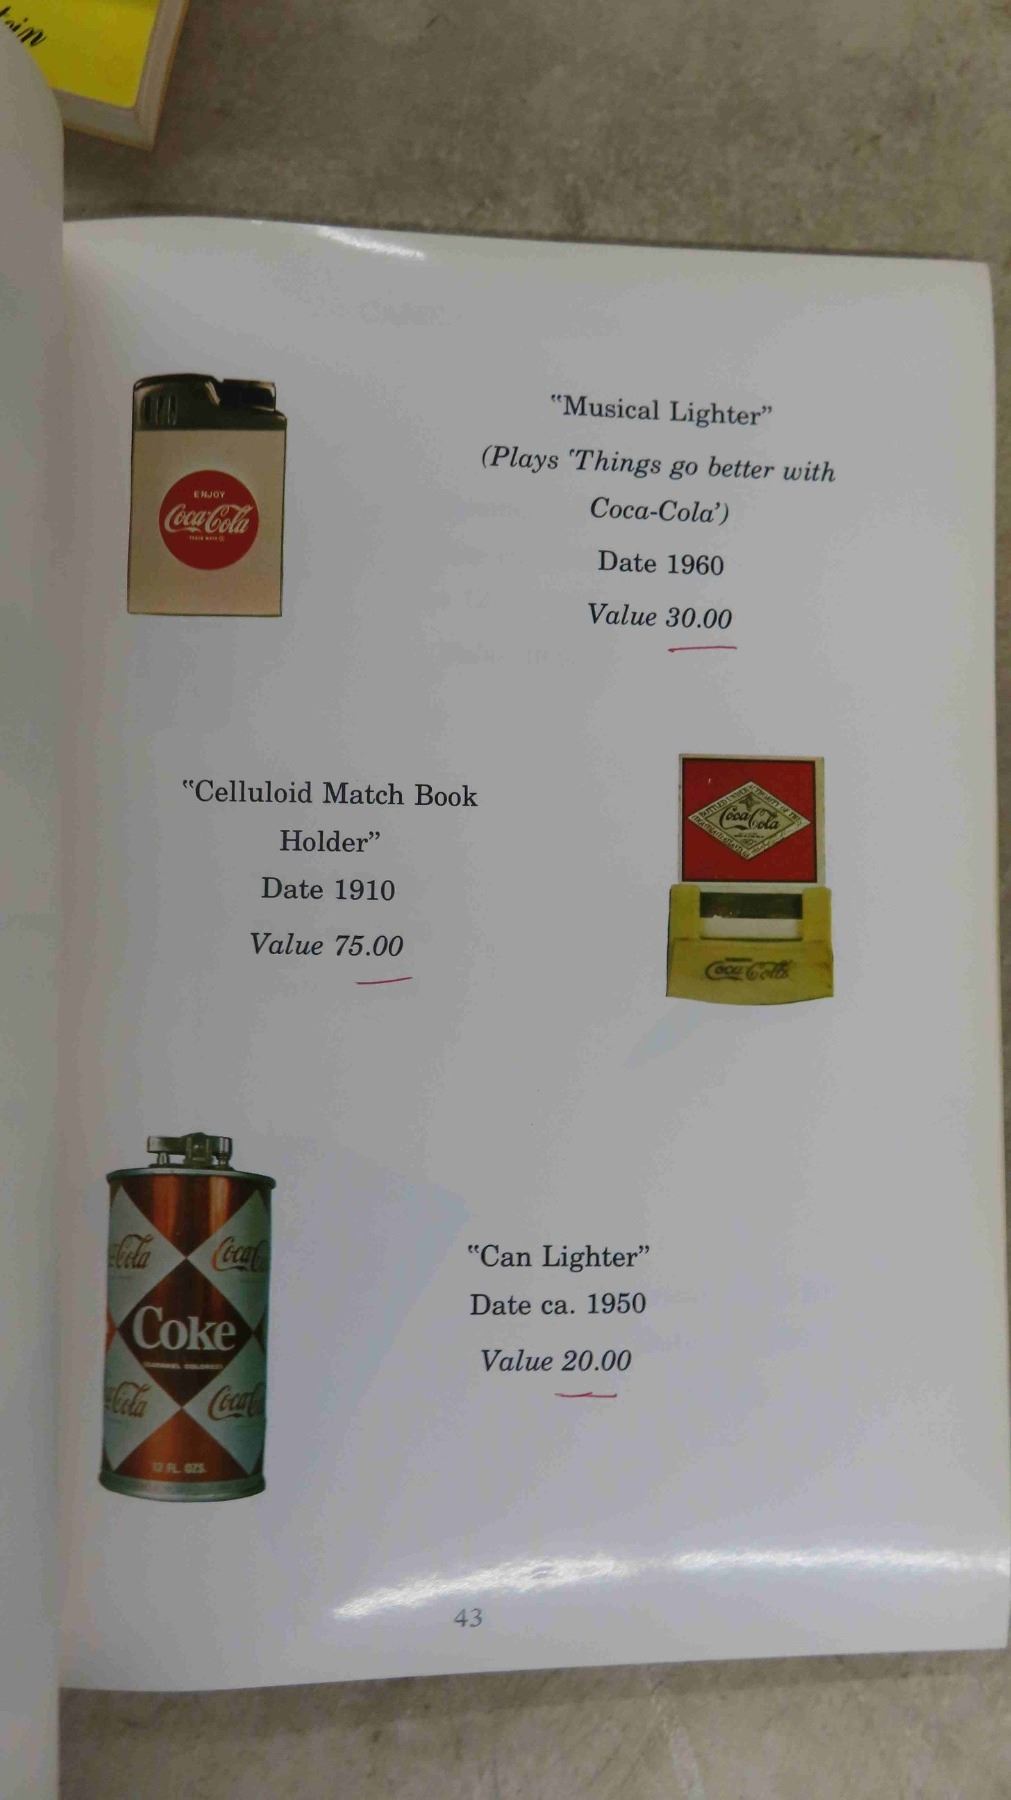 ENJOY
Coca-Cola
"Musical Lighter"
(Plays 'Things go better with
Coca-Cola')
Date 1960
Value 30.00
"Celluloid Match Book
Holder"
Date 1910
Value 75.00
Coca-Cola
Coca-Cola
"Can Lighter"
Date ca. 1950
Value 20.00
Coke
12 FL. OZS.
43